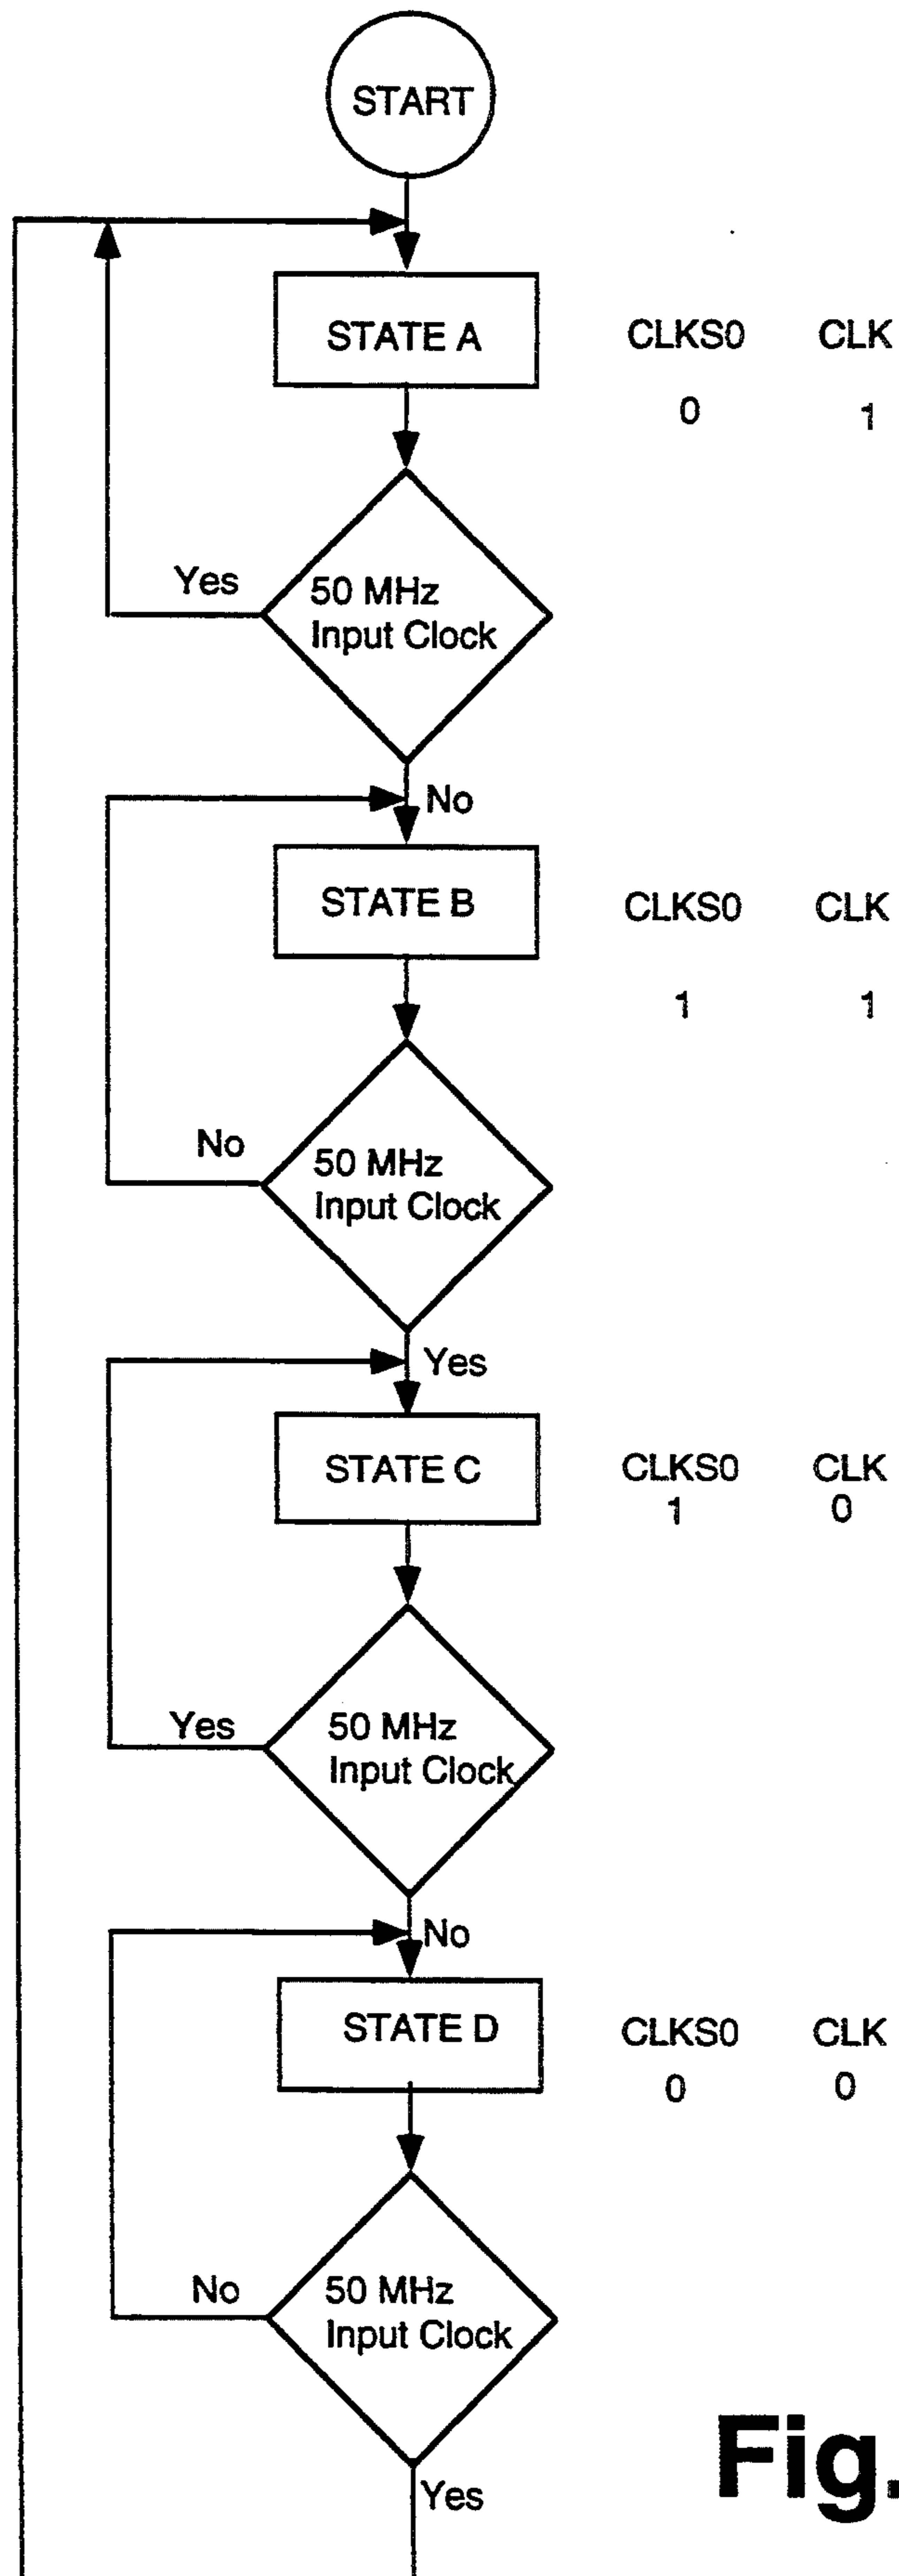 START
STATE A
CLKS0 CLK
0 1
50 MHz
Input Clock
Yes
No
STATE B
CLKS0 CLK
1 1
50 MHz
Input Clock
No
Yes
STATE C
CLKS0 CLK
1 0
50 MHz
Input Clock
Yes
No
STATE D
CLKS0 CLK
0 0
50 MHz
Input Clock
No
Yes
Fig.